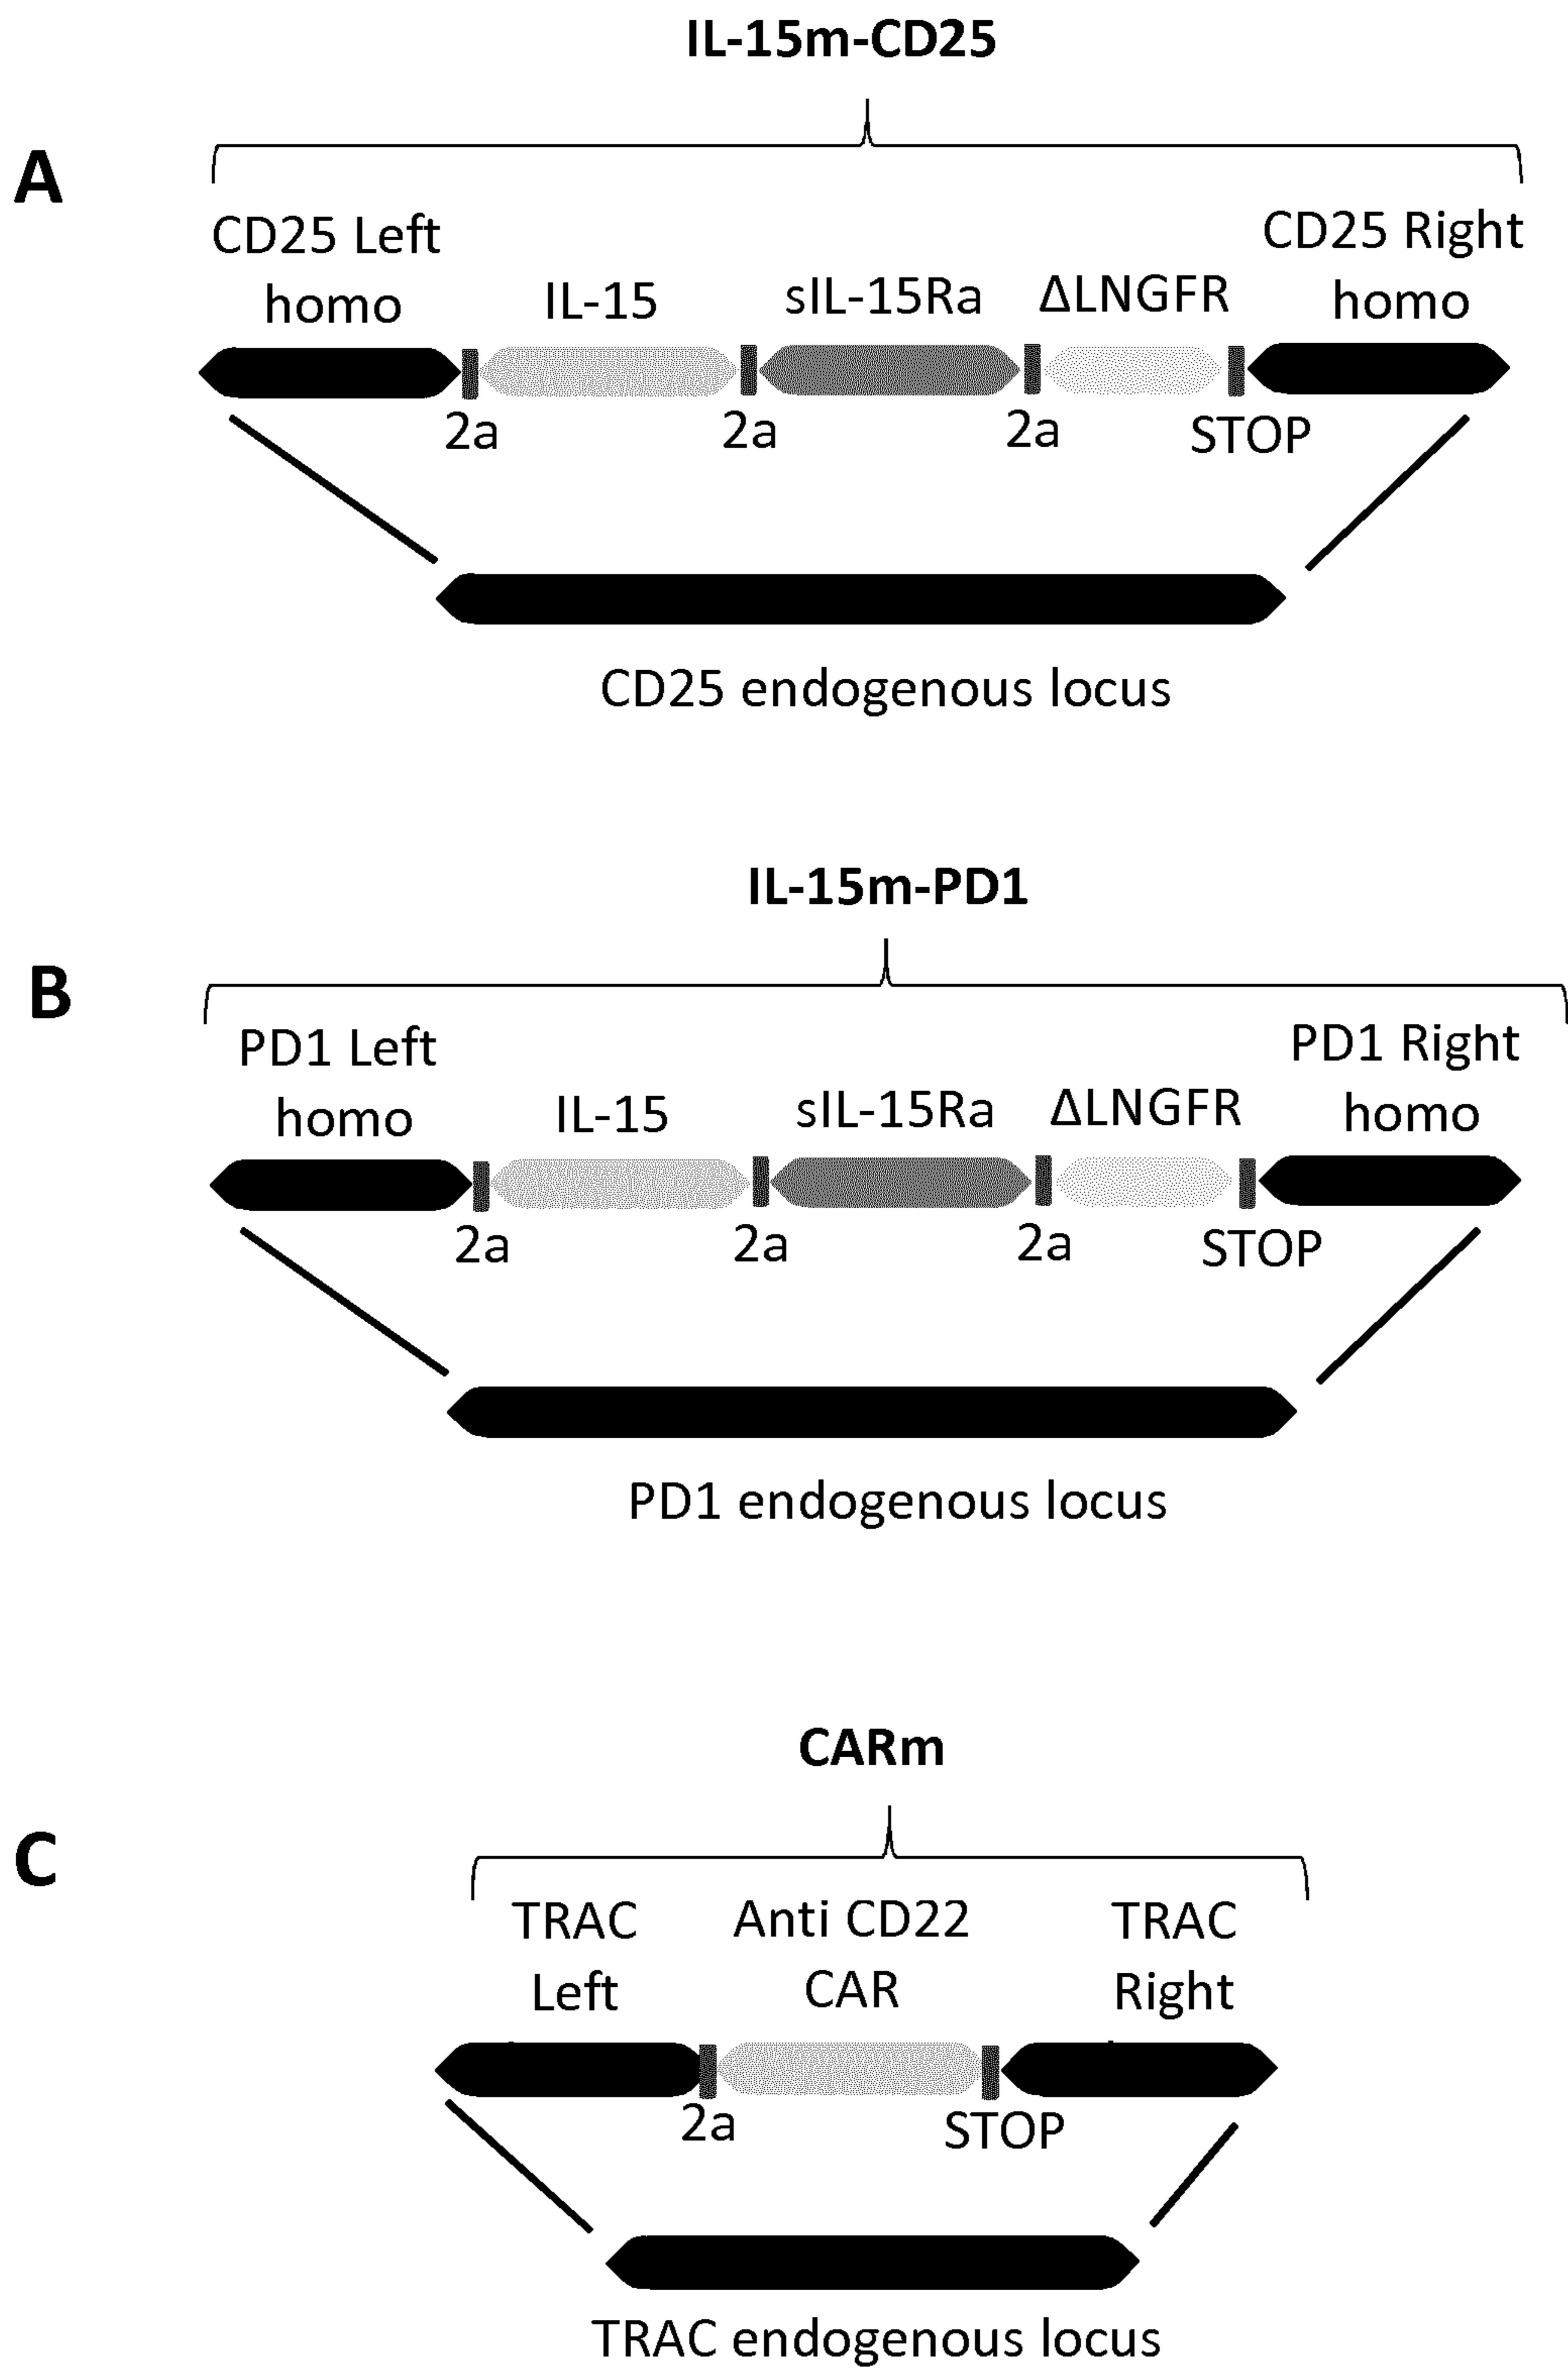 IL-15m-CD25
A
CD25 Left
homo
IL-15
sIL-15Ra
ΔLNGFR
CD25 Right
homo
2a
2a
2a
STOP
CD25 endogenous locus
IL-15m-PD1
B
PD1 Left
homo
IL-15
sIL-15Ra
ΔLNGFR
PD1 Right
homo
2a
2a
2a
STOP
PD1 endogenous locus
CARm
C
TRAC
Left
Anti CD22
CAR
TRAC
Right
2a
STOP
TRAC endogenous locus